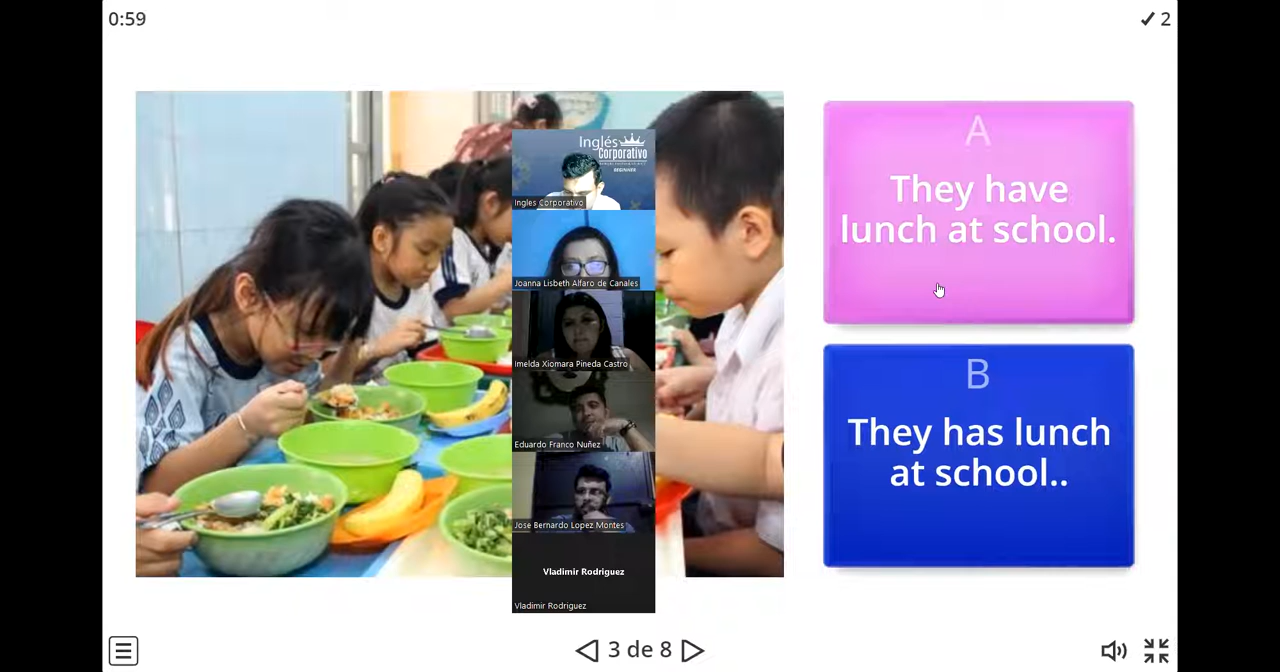 0:59
✓ 2
Inglés
Corporativo
BEGINNER
Ingles Corporativo
Joanna Lisbeth Alfaro de Canales
Imelda Xiomara Pineda Castro
Eduardo Franco Nuñez
Jose Bernardo Lopez Montes
Vladimir Rodriguez
Vladimir Rodriguez
A
They have
lunch at school.
B
They has lunch
at school..
3 de 8